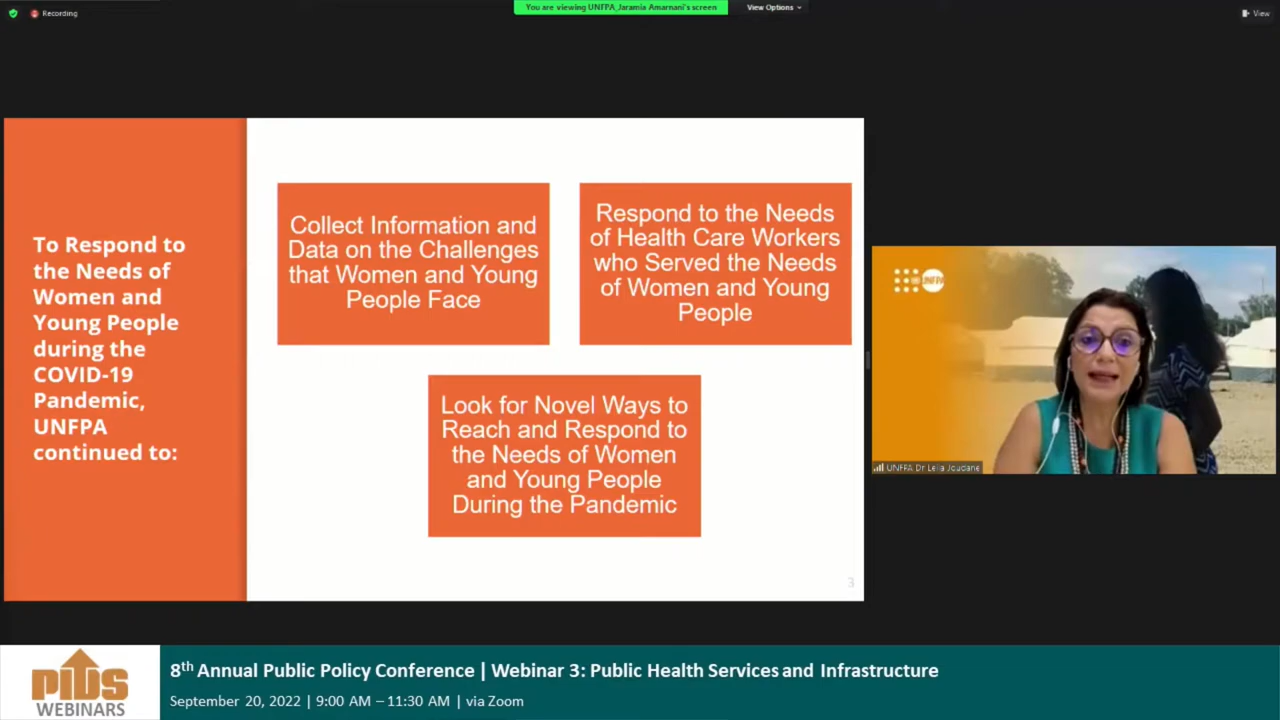 Recording
You are viewing UNFPA, Jaramia Amarnani's screen
View Options
View
To Respond to
the Needs of
Women and
Young People
during the
COVID-19
Pandemic,
UNFPA
continued to:
Collect Information and
Data on the Challenges
that Women and Young
People Face
Respond to the Needs
of Health Care Workers
who Served the Needs
of Women and Young
People
Look for Novel Ways to
Reach and Respond to
the Needs of Women
and Young People
During the Pandemic
3
UNFPA
UNFPA Dr Leila Joudane
PIDS
WEBINARS
8th Annual Public Policy Conference | Webinar 3: Public Health Services and Infrastructure
September 20, 2022 | 9:00 AM – 11:30 AM | via Zoom